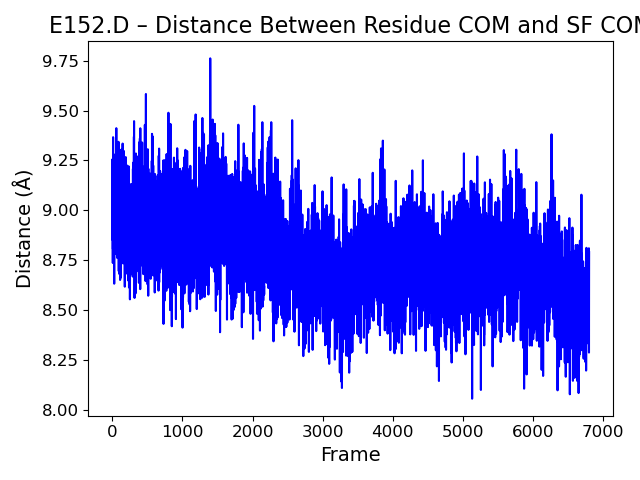 E152.D – Distance Between Residue COM and SF COM
9.75
9.50
9.25
9.00
8.75
8.50
8.25
8.00
Distance (Å)
0 1000 2000 3000 4000 5000 6000 7000
Frame